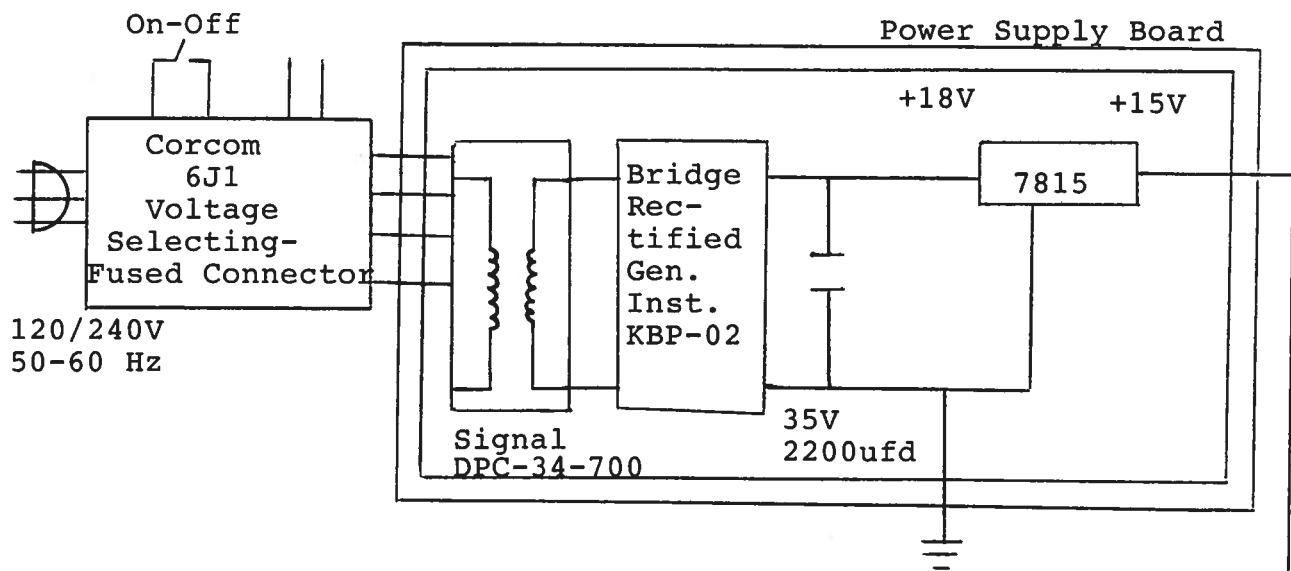 On-Off
Power Supply Board
+18V
+15V
Corcom
6J1
Voltage
Selecting-
Fused Connector
120/240V
50-60 Hz
Signal
DPC-34-700
Bridge
Rec-
tified
Gen.
Inst.
KBP-02
35V
2200ufd
7815